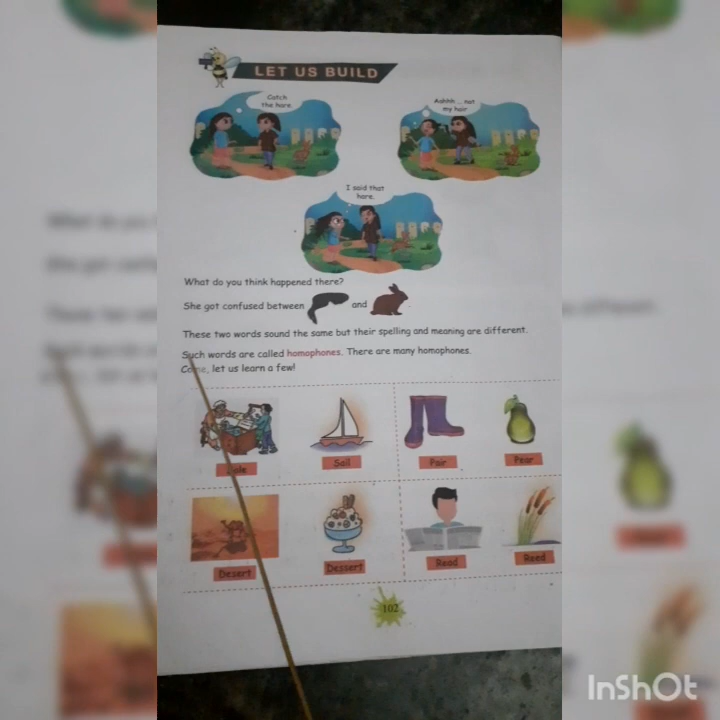 LET US BUILD
Catch
the hare.
Aahhh... not
my hair
I said that
hare.
What do you think happened there?
She got confused between
and
These two words sound the same but their spelling and meaning are different.
Such words are called homophones. There are many homophones.
Come, let us learn a few!
Sale
Sail
Pair
Pear
Desert
Dessert
Read
Reed
102
InShOt